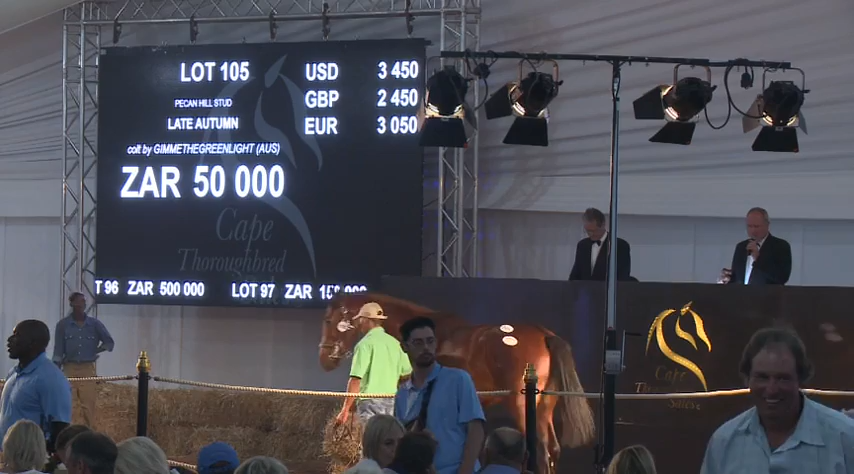 LOT 105
PECAN HILL STUD
LATE AUTUMN
colt by GIMMETHEGREENLIGHT (AUS)
ZAR 50 000
USD 3 450
GBP 2 450
EUR 3 050
Cape
Thoroughbred
T 96 ZAR 500 000 LOT 97 ZAR
Cape